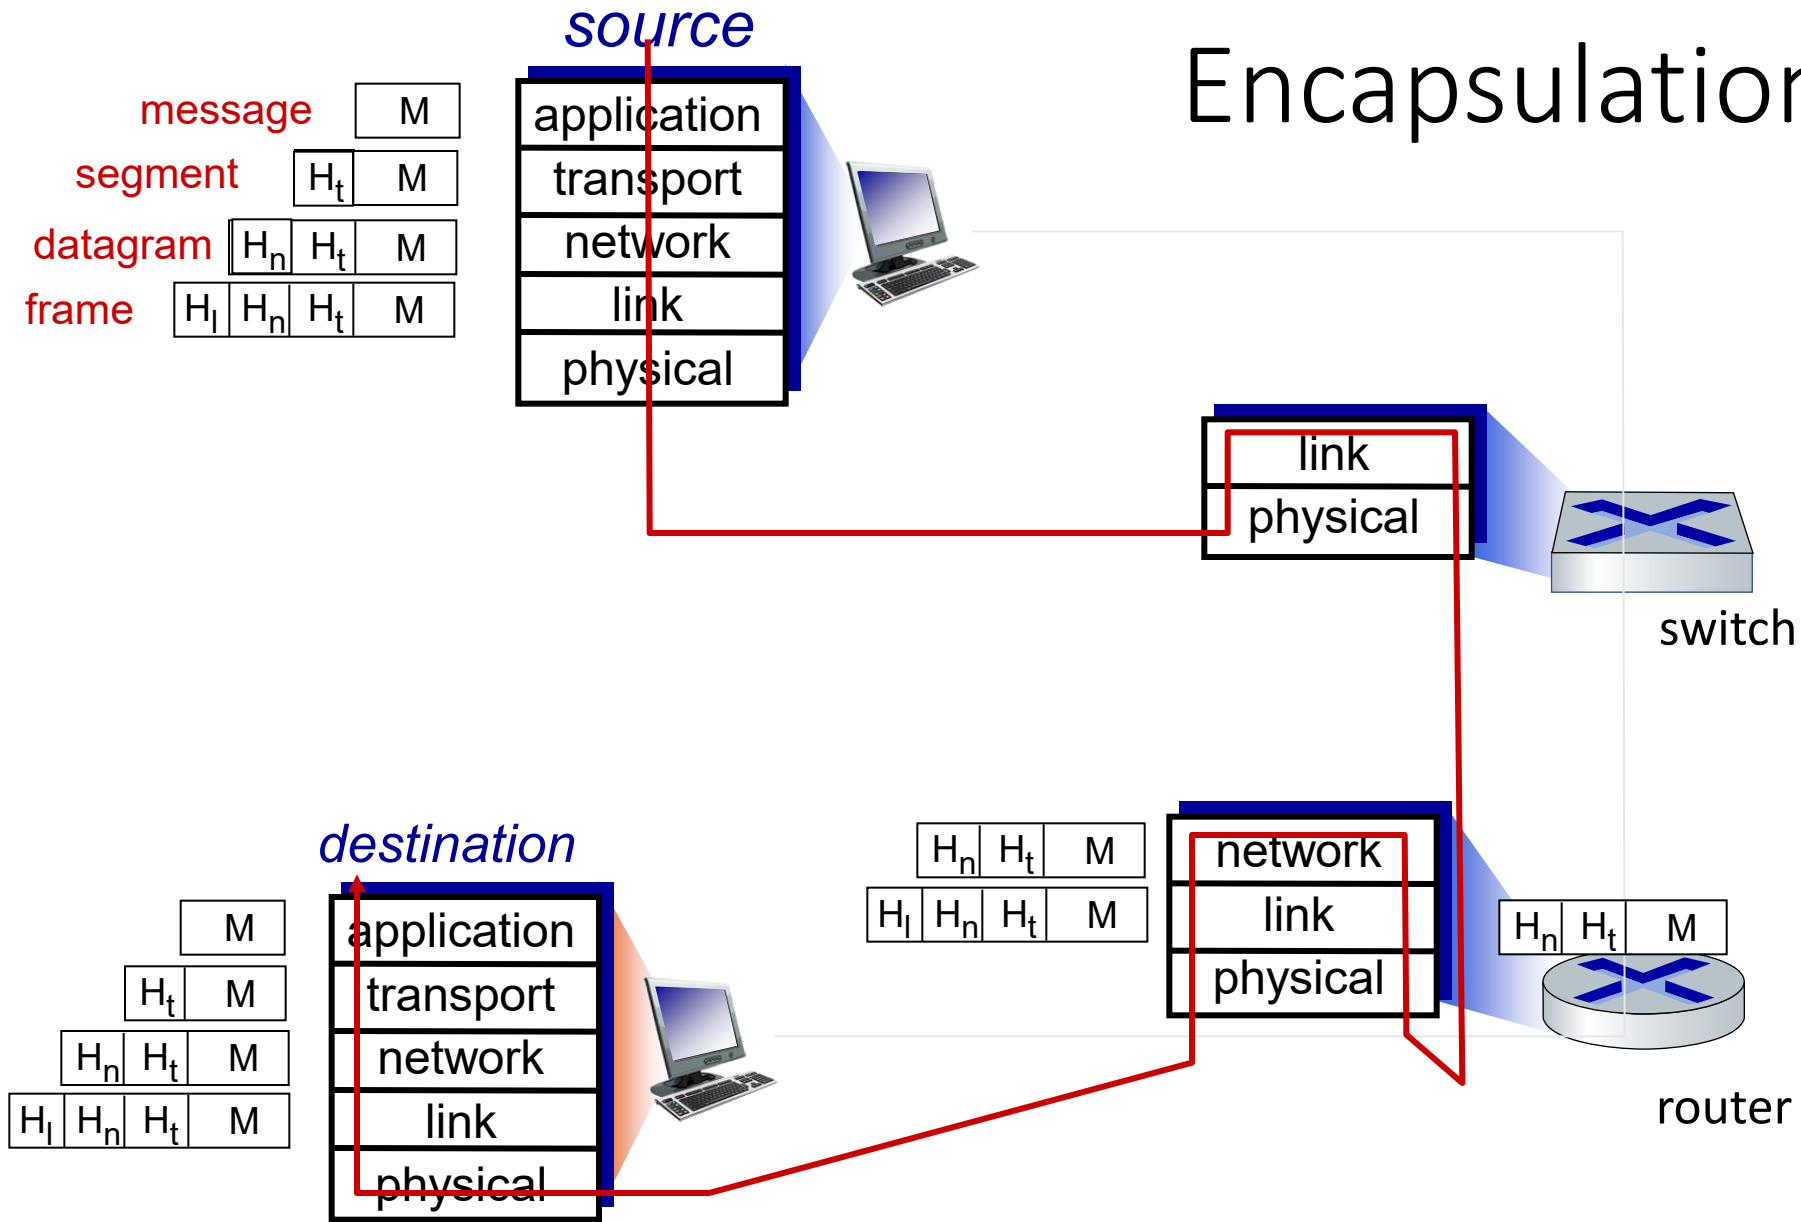 source
Encapsulation
message M
segment Ht M
datagram Hn Ht M
frame Hl Hn Ht M
application
transport
network
link
physical
link
physical
switch
destination
M
Ht M
Hn Ht M
Hl Hn Ht M
application
transport
network
link
physical
Hn Ht M
Hl Hn Ht M
network
link
physical
Hn Ht M
router